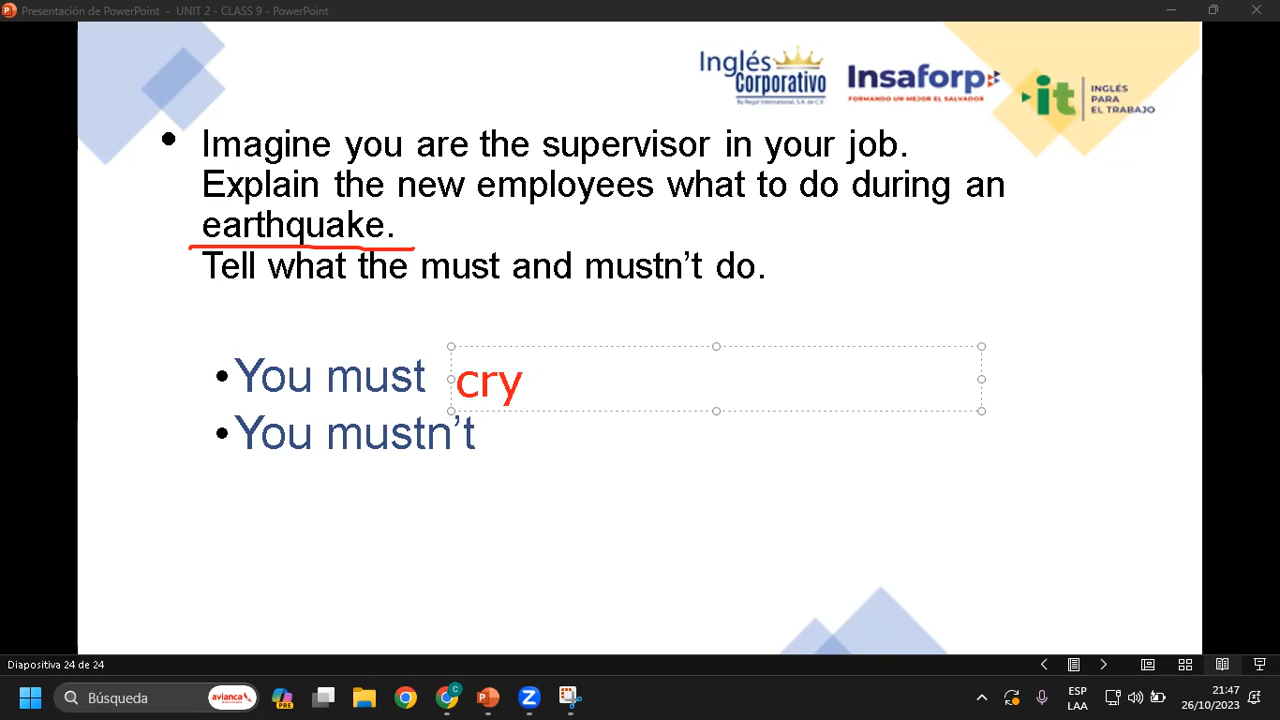 Presentación de PowerPoint - UNIT 2 - CLASS 9 - PowerPoint
Inglés
Corporativo
By Regal International, S.A. de C.V.
Insaforp
FORMANDO UN MEJOR EL SALVADOR
it
INGLÉS
PARA
EL TRABAJO
• Imagine you are the supervisor in your job.
Explain the new employees what to do during an
earthquake.
Tell what the must and mustn’t do.
•You must cry
•You mustn’t
Diapositiva 24 de 24
Búsqueda
avianca
PRE
C
ESP
LAA
21:47
26/10/2023